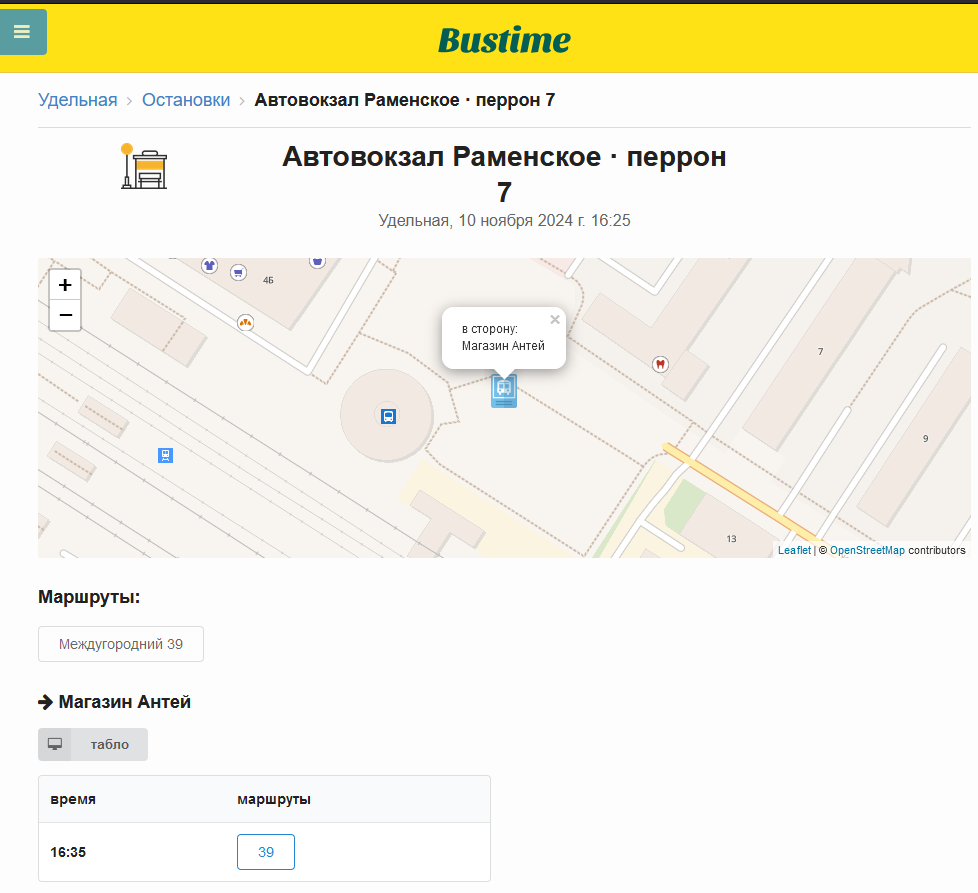 Bustime
Удельная › Остановки › Автовокзал Раменское · перрон 7
Автовокзал Раменское · перрон
7
Удельная, 10 ноября 2024 г. 16:25
+
−
4Б
×
в сторону:
Магазин Антей
7
9
13
Leaflet | © OpenStreetMap contributors
Маршруты:
Междугородний 39
Магазин Антей
табло
время маршруты
16:35 39